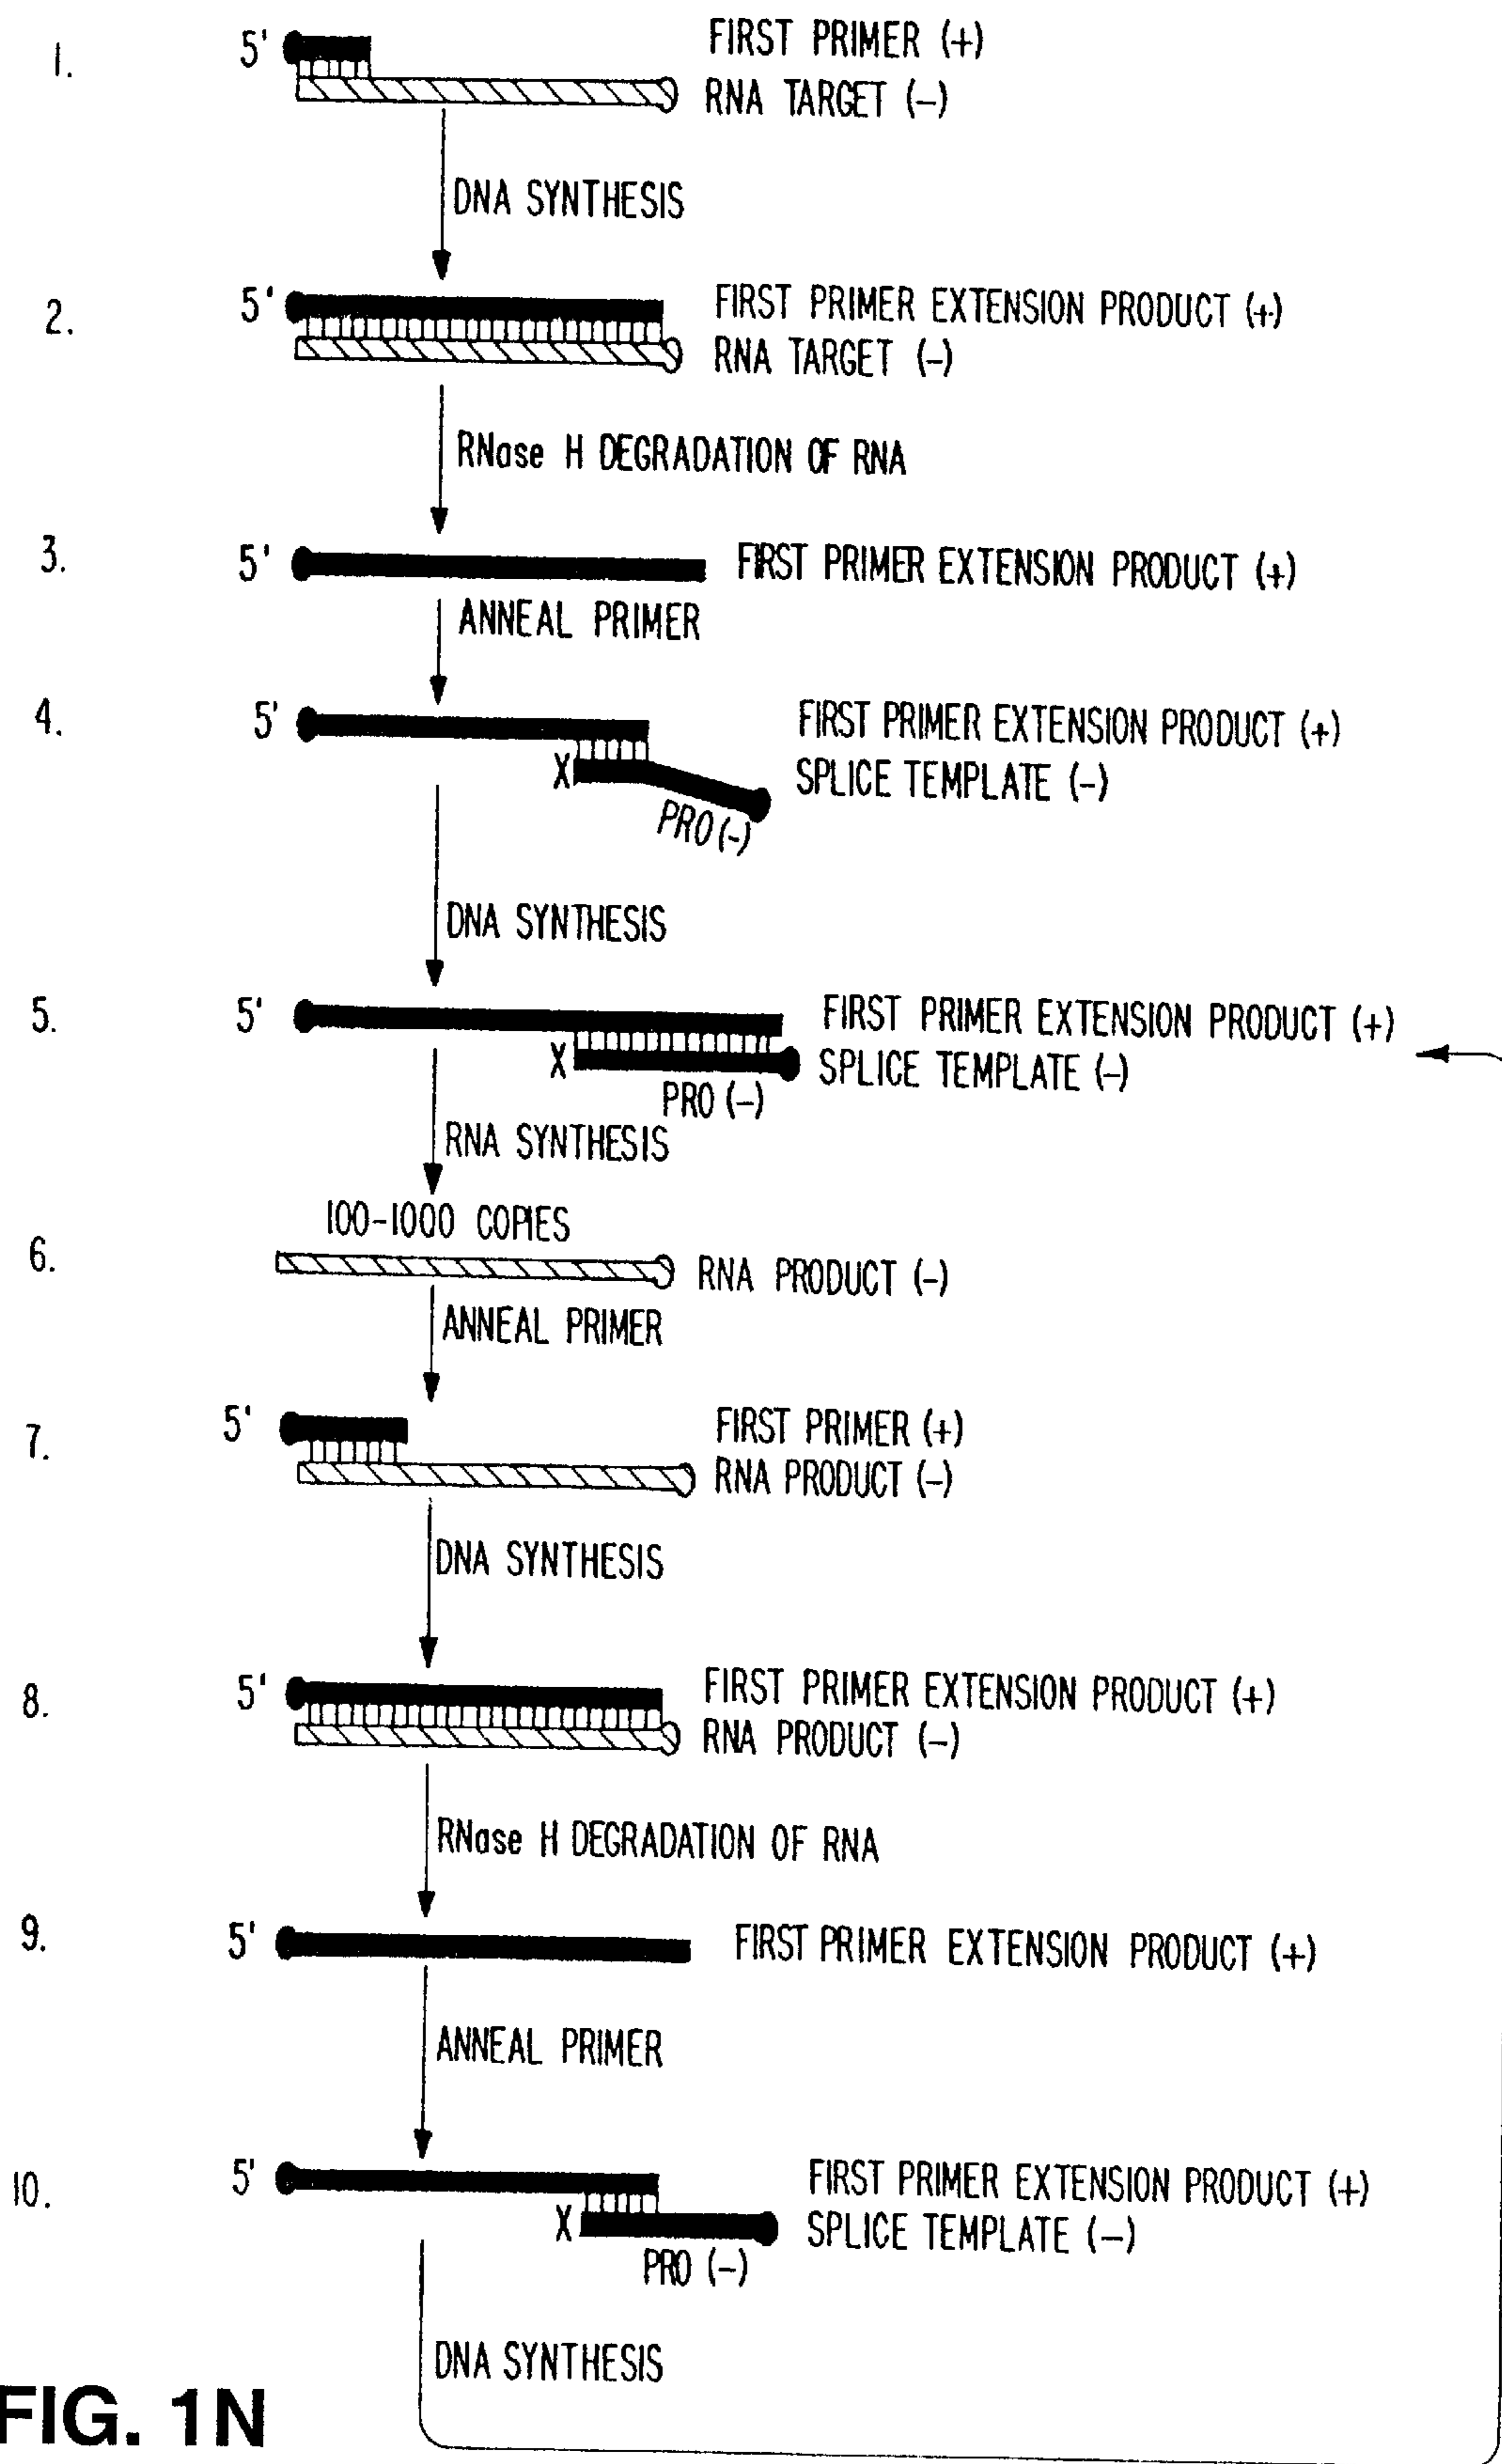 1.
5'
FIRST PRIMER (+)
RNA TARGET (-)
DNA SYNTHESIS
2.
5'
FIRST PRIMER EXTENSION PRODUCT (+)
RNA TARGET (-)
RNase H DEGRADATION OF RNA
3.
5'
FIRST PRIMER EXTENSION PRODUCT (+)
ANNEAL PRIMER
4.
5'
FIRST PRIMER EXTENSION PRODUCT (+)
X
SPLICE TEMPLATE (-)
PRO (-)
DNA SYNTHESIS
5.
5'
FIRST PRIMER EXTENSION PRODUCT (+)
X
SPLICE TEMPLATE (-)
PRO (-)
RNA SYNTHESIS
100-1000 COPIES
6.
RNA PRODUCT (-)
ANNEAL PRIMER
7.
5'
FIRST PRIMER (+)
RNA PRODUCT (-)
DNA SYNTHESIS
8.
5'
FIRST PRIMER EXTENSION PRODUCT (+)
RNA PRODUCT (-)
RNase H DEGRADATION OF RNA
9.
5'
FIRST PRIMER EXTENSION PRODUCT (+)
ANNEAL PRIMER
10.
5'
FIRST PRIMER EXTENSION PRODUCT (+)
X
SPLICE TEMPLATE (-)
PRO (-)
DNA SYNTHESIS
FIG. 1N